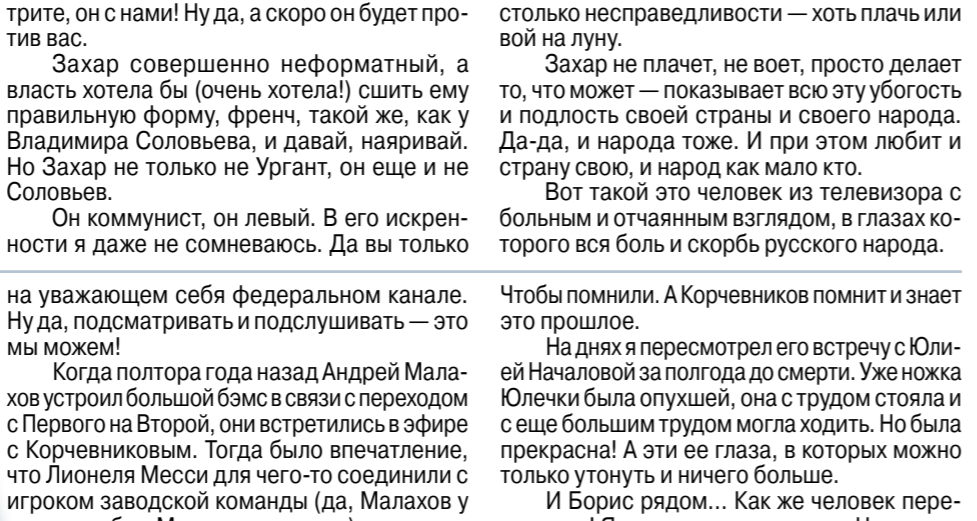 трите, он с нами! Ну да, а скоро он будет про-
тив вас.
Захар совершенно неформатный, а
власть хотела бы (очень хотела!) сшить ему
правильную форму, френч, такой же, как у
Владимира Соловьева, и давай, наяривай.
Но Захар не только не Ургант, он еще и не
Соловьев.
Он коммунист, он левый. В его искрен-
ности я даже не сомневаюсь. Да вы только
столько несправедливости — хоть плачь или
вой на луну.
Захар не плачет, не воет, просто делает
то, что может — показывает всю эту убогость
и подлость своей страны и своего народа.
Да-да, и народа тоже. И при этом любит и
страну свою, и народ как мало кто.
Вот такой это человек из телевизора с
больным и отчаянным взглядом, в глазах ко-
торого вся боль и скорбь русского народа.
на уважающем себя федеральном канале.
Ну да, подсматривать и подслушивать — это
мы можем!
Когда полтора года назад Андрей Мала-
хов устроил большой бэмс в связи с переходом
с Первого на Второй, они встретились в эфире
с Корчевниковым. Тогда было впечатление,
что Лионеля Месси для чего-то соединили с
игроком заводской команды (да, Малахов у
Чтобы помнили. А Корчевников помнит и знает
это прошлое.
На днях я пересмотрел его встречу с Юли-
ей Началовой за полгода до смерти. Уже ножка
Юлечки была опухшей, она с трудом стояла и
с еще большим трудом могла ходить. Но была
прекрасна! А эти ее глаза, в которых можно
только утонуть и ничего больше.
И Борис рядом... Как же человек пере-